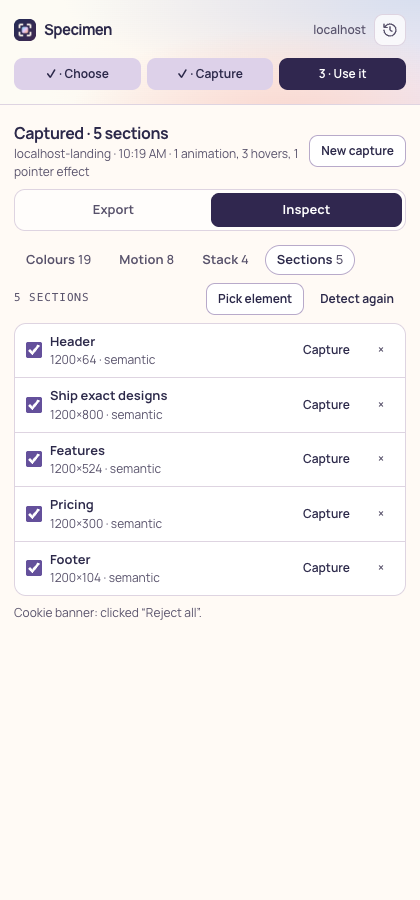 Specimen
localhost
✓ · Choose
✓ · Capture
3 · Use it
Captured · 5 sections
localhost-landing · 10:19 AM · 1 animation, 3 hovers, 1
pointer effect
New capture
Export
Inspect
Colours 19
Motion 8
Stack 4
Sections 5
5 SECTIONS
Pick element
Detect again
Header
1200×64 · semantic
Capture
×
Ship exact designs
1200×800 · semantic
Capture
×
Features
1200×524 · semantic
Capture
×
Pricing
1200×300 · semantic
Capture
×
Footer
1200×104 · semantic
Capture
×
Cookie banner: clicked “Reject all”.